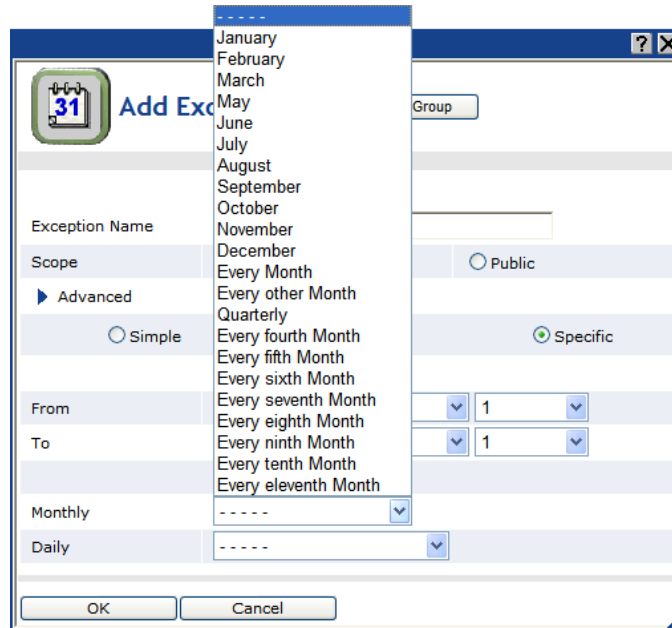 - - - - -
January
February
March
May
June
July
August
September
October
November
December
Every Month
Every other Month
Quarterly
Every fourth Month
Every fifth Month
Every sixth Month
Every seventh Month
Every eighth Month
Every ninth Month
Every tenth Month
Every eleventh Month
?
31
Add Exc
Group
Exception Name
Scope
Public
Advanced
Simple
Specific
From
1
To
1
Monthly
- - - - -
Daily
- - - - -
OK
Cancel